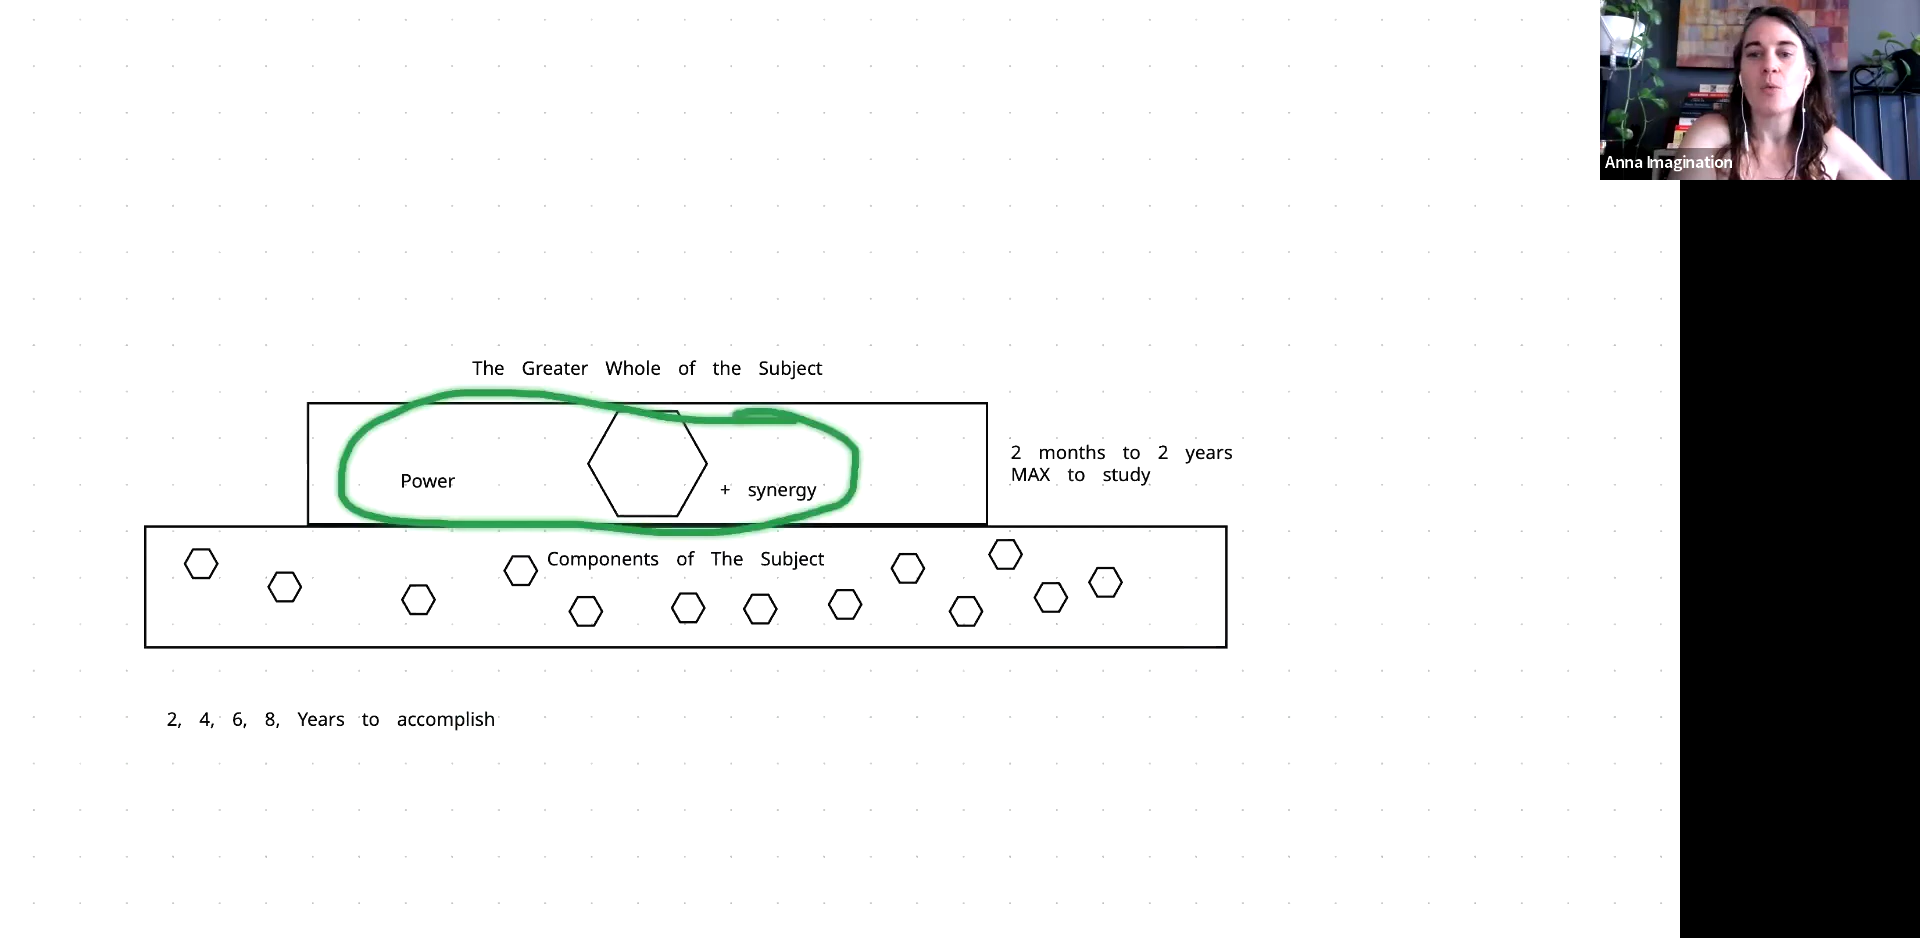 Anna Imagination
The Greater Whole of the Subject
2 months to 2 years
MAX to study
Power
+ synergy
Components of The Subject
2, 4, 6, 8, Years to accomplish